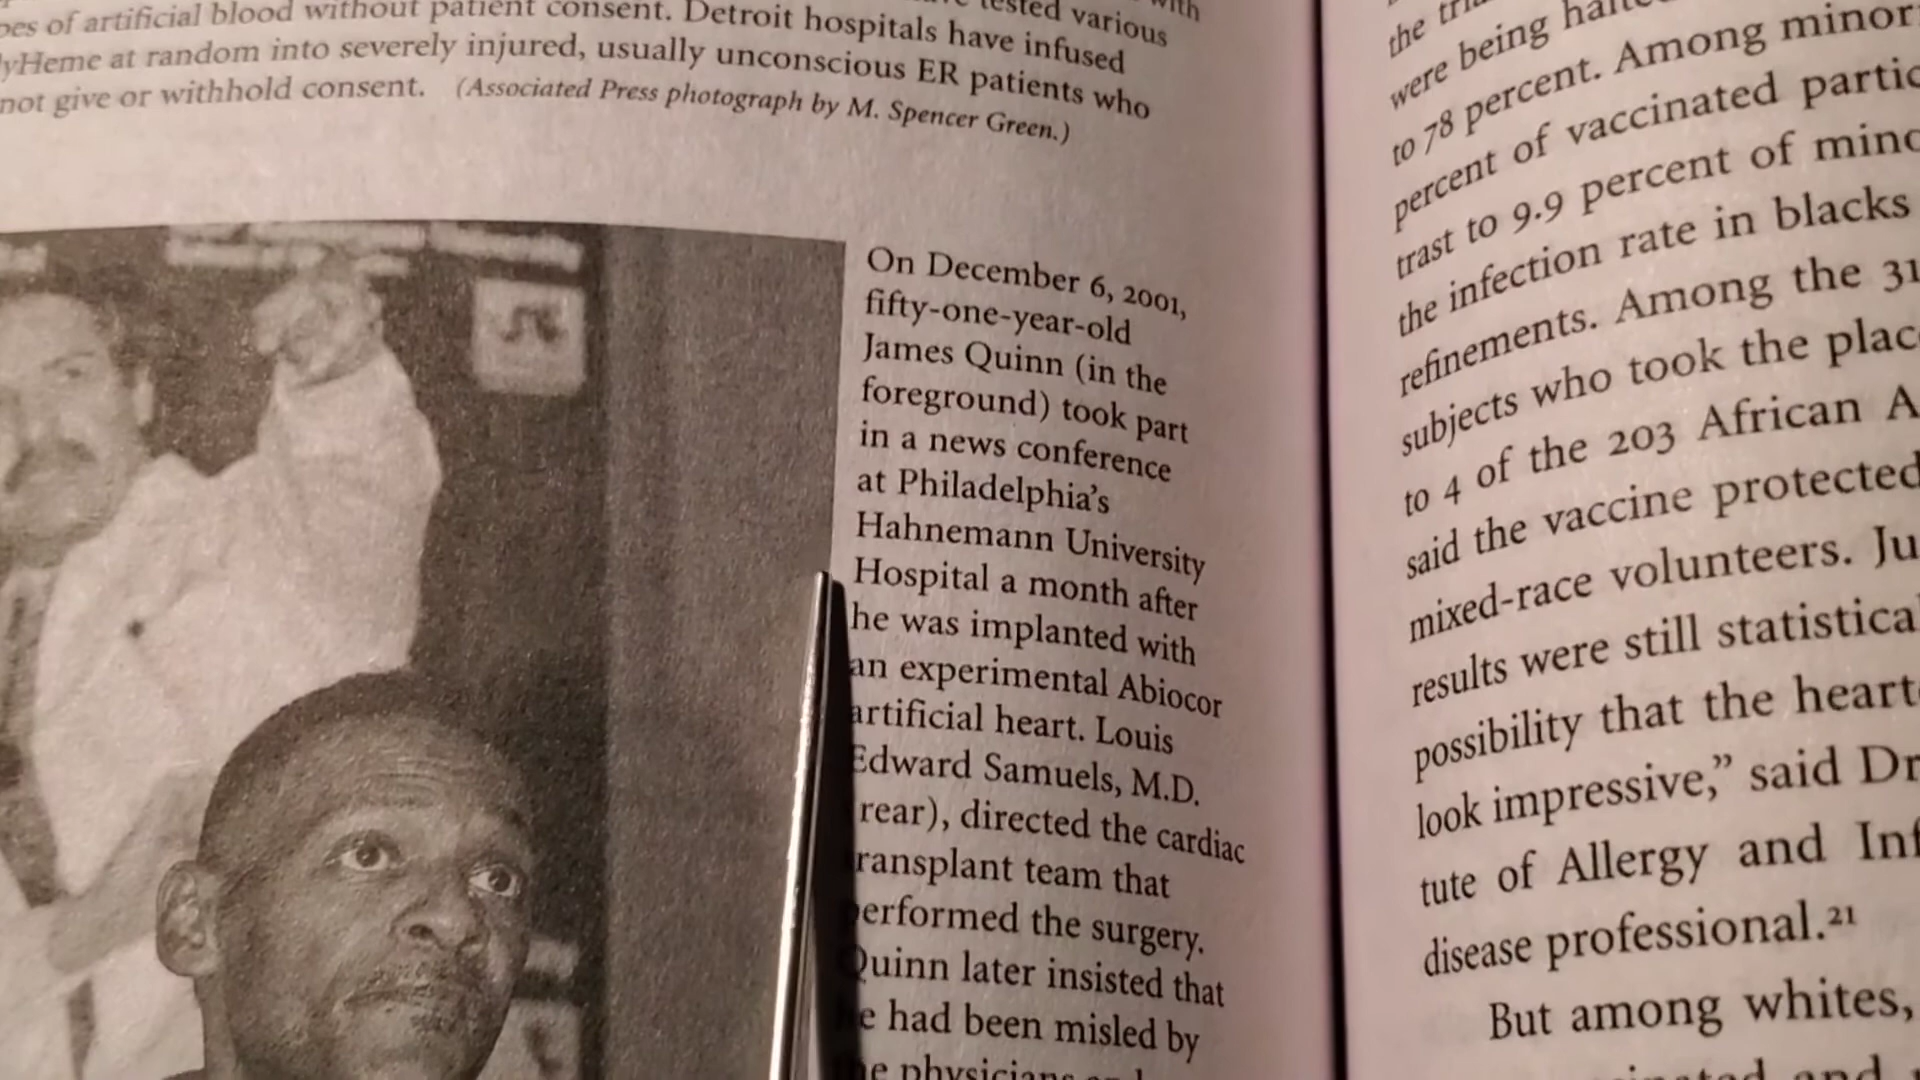 tested various
of artificial blood without patient consent. Detroit hospitals have infused
at random into severely injured, usually unconscious ER patients who
not give or withhold consent. (Associated Press photograph by M. Spencer Green.)
On December 6, 2001,
fifty-one-year-old
James Quinn (in the
foreground) took part
in a news conference
at Philadelphia's
Hahnemann University
Hospital a month after
he was implanted with
an experimental Abiocor
artificial heart. Louis
Edward Samuels, M.D.
rear), directed the cardiac
ransplant team that
erformed the surgery.
Quinn later insisted that
e had been misled by
were being
to 78 percent. Among minor
percent of vaccinated partic
trast to 9.9 percent of mino
the infection rate in blacks
refinements. Among the 31
subjects who took the plac
to 4 of the 203 African A
said the vaccine protected
mixed-race volunteers. Ju
results were still statistica
possibility that the heart
look impressive," said Dr
tute of Allergy and Inf
disease professional.21
But among whites,